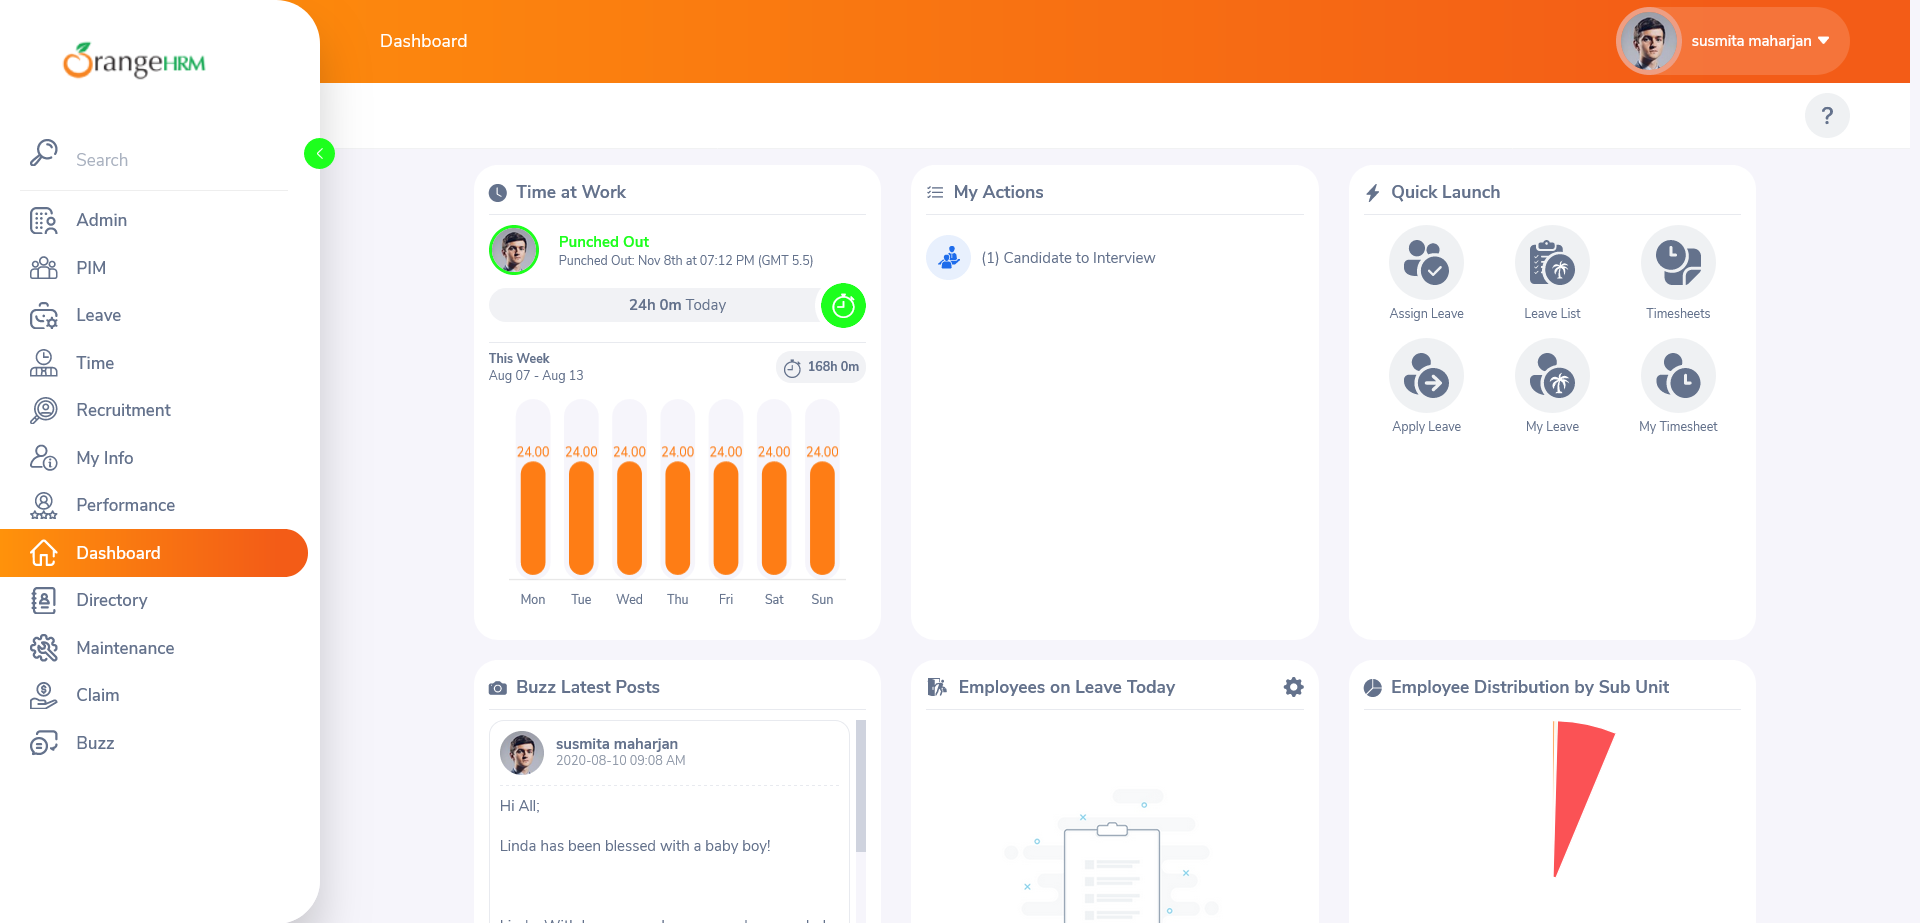 OrangeHRM
Dashboard
susmita maharjan
?
Search
Admin
PIM
Leave
Time
Recruitment
My Info
Performance
Dashboard
Directory
Maintenance
Claim
Buzz
Time at Work
Punched Out
Punched Out: Nov 8th at 07:12 PM (GMT 5.5)
24h 0m Today
This Week
Aug 07 - Aug 13
168h 0m
24.00 24.00 24.00 24.00 24.00 24.00 24.00
Mon Tue Wed Thu Fri Sat Sun
My Actions
(1) Candidate to Interview
Quick Launch
Assign Leave
Leave List
Timesheets
Apply Leave
My Leave
My Timesheet
Buzz Latest Posts
susmita maharjan
2020-08-10 09:08 AM
Hi All;
Linda has been blessed with a baby boy!
Employees on Leave Today
Employee Distribution by Sub Unit